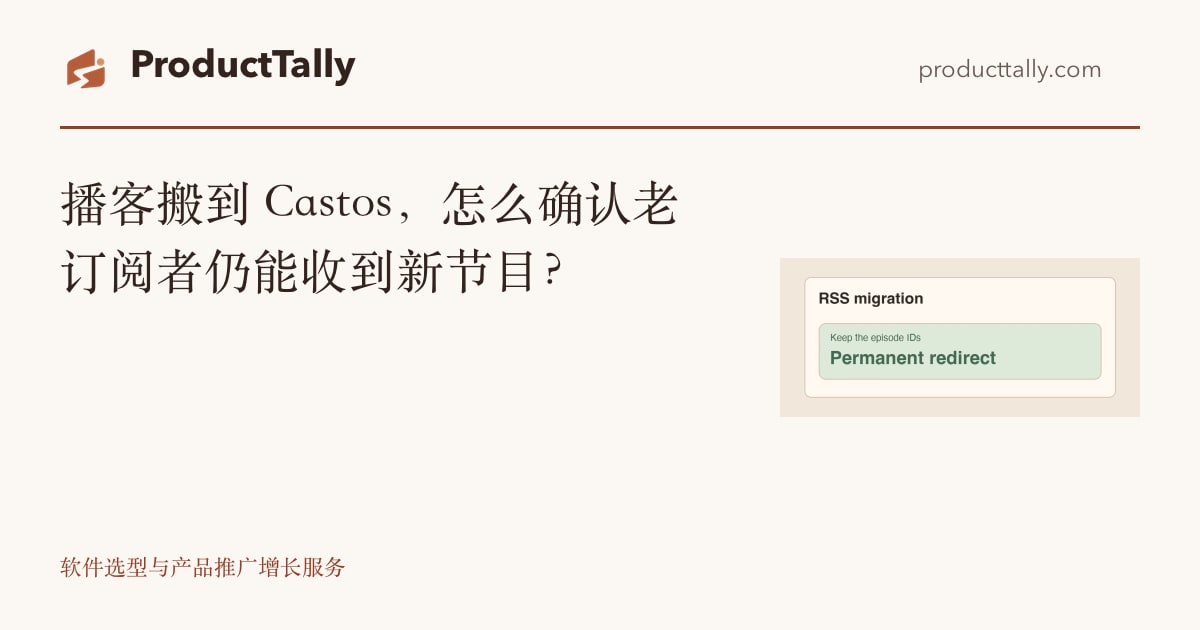 ProductTally
producttally.com
播客搬到 Castos，怎么确认老
订阅者仍能收到新节目？
RSS migration
Keep the episode IDs
Permanent redirect
软件选型与产品推广增长服务